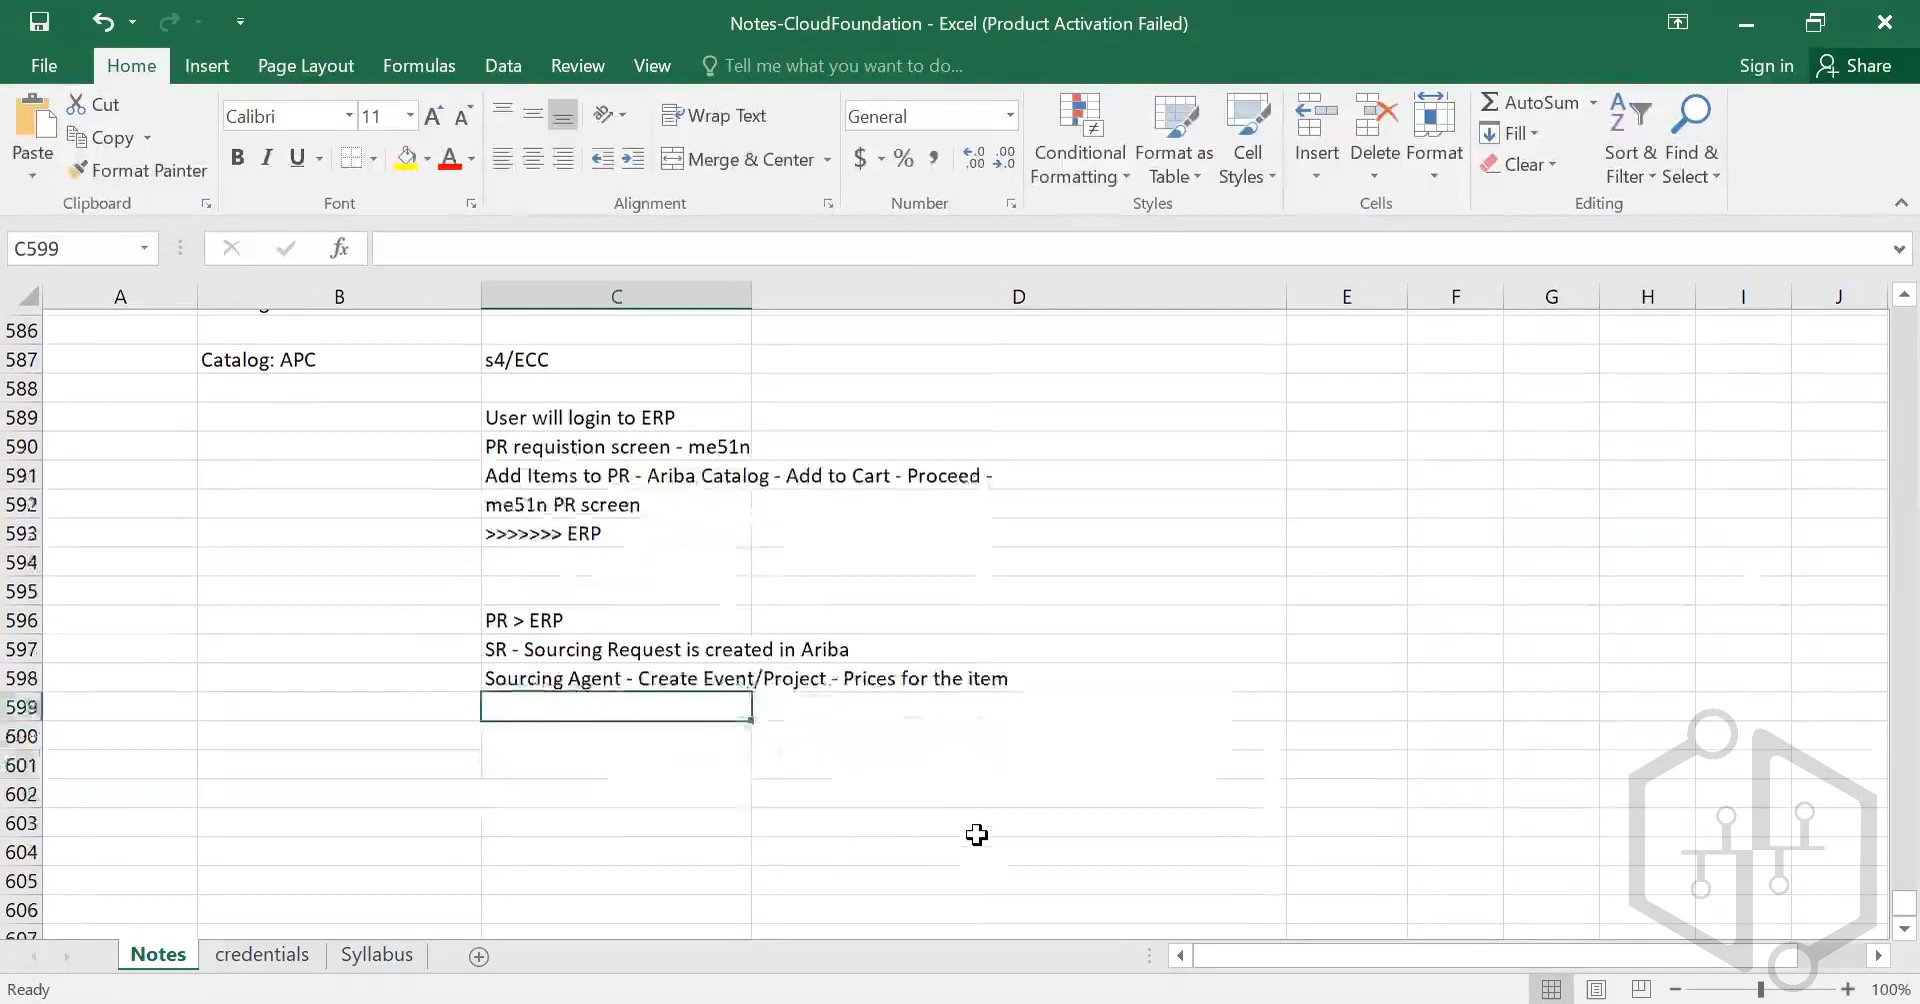 Notes-CloudFoundation - Excel (Product Activation Failed)
File Home Insert Page Layout Formulas Data Review View Tell me what you want to do... Sign in Share
Cut
Copy
Format Painter
Paste
Clipboard
Calibri 11
B I U
Font
Wrap Text
Merge & Center
Alignment
General
$ % ,
Number
Conditional Formatting
Format as Table
Cell Styles
Styles
Insert Delete Format
Cells
AutoSum
Fill
Clear
Sort & Filter
Find & Select
Editing
C599 fx
A B C D E F G H I J
586
587 Catalog: APC s4/ECC
588
589 User will login to ERP
590 PR requistion screen - me51n
591 Add Items to PR - Ariba Catalog - Add to Cart - Proceed -
592 me51n PR screen
593 >>>>>>> ERP
594
595
596 PR > ERP
597 SR - Sourcing Request is created in Ariba
598 Sourcing Agent - Create Event/Project - Prices for the item
599
600
601
602
603
604
605
606
607
Notes credentials Syllabus
Ready 100%